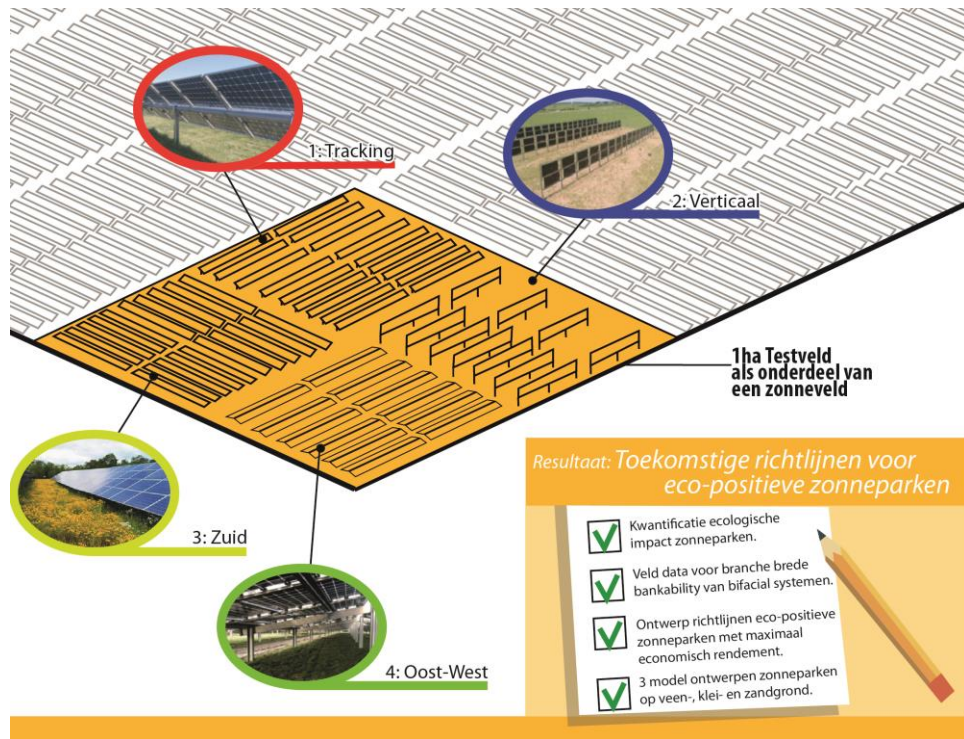 1: Tracking
2: Verticaal
1ha Testveld
als onderdeel van
een zonneveld
3: Zuid
4: Oost-West
Resultaat: Toekomstige richtlijnen voor
eco-positieve zonneparken
Kwantificatie ecologische
impact zonneparken.
Veld data voor branche brede
bankability van bifacial systemen.
Ontwerp richtlijnen eco-positieve
zonneparken met maximaal
economisch rendement.
3 model ontwerpen zonneparken
op veen-, klei- en zandgrond.